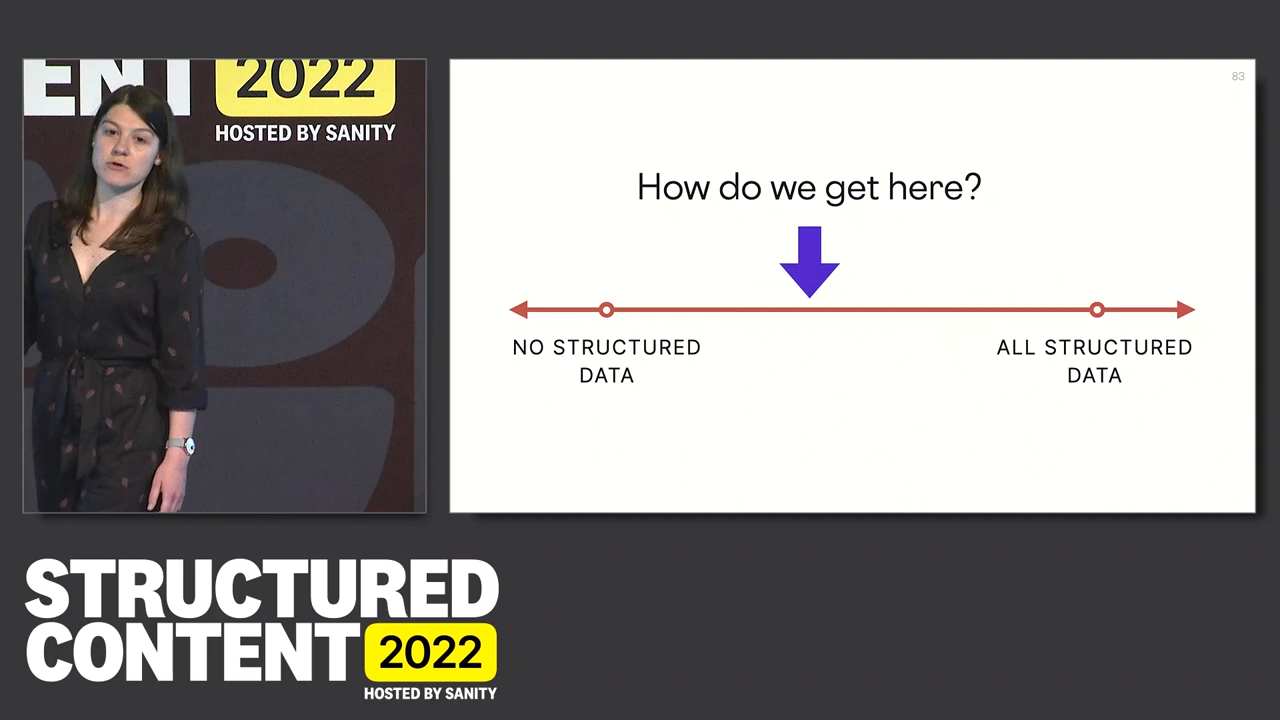 ENT
2022
HOSTED BY SANITY
83
How do we get here?
NO STRUCTURED
DATA
ALL STRUCTURED
DATA
STRUCTURED
CONTENT 2022
HOSTED BY SANITY